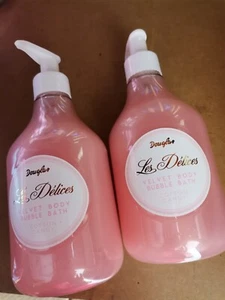 Douglas
Les Délices
VELVET BODY
BUBBLE BATH
Douglas
Les Délices
VELVET BODY
BUBBLE BATH